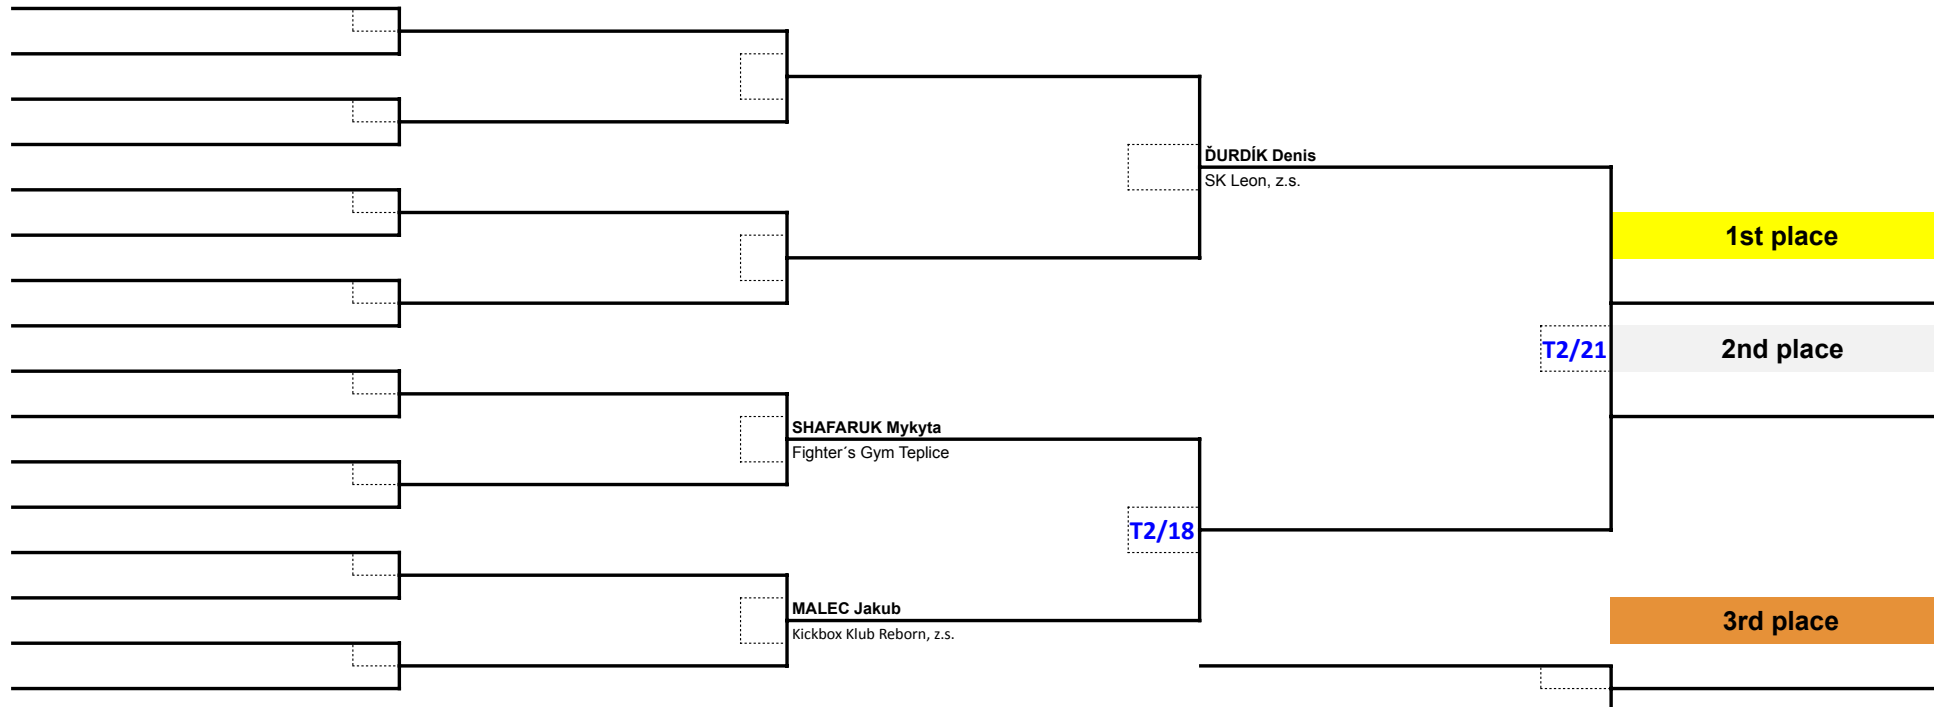 ĎURDÍK Denis
SK Leon, z.s.
1st place
T2/21
2nd place
SHAFARUK Mykyta
Fighter´s Gym Teplice
T2/18
MALEC Jakub
Kickbox Klub Reborn, z.s.
3rd place